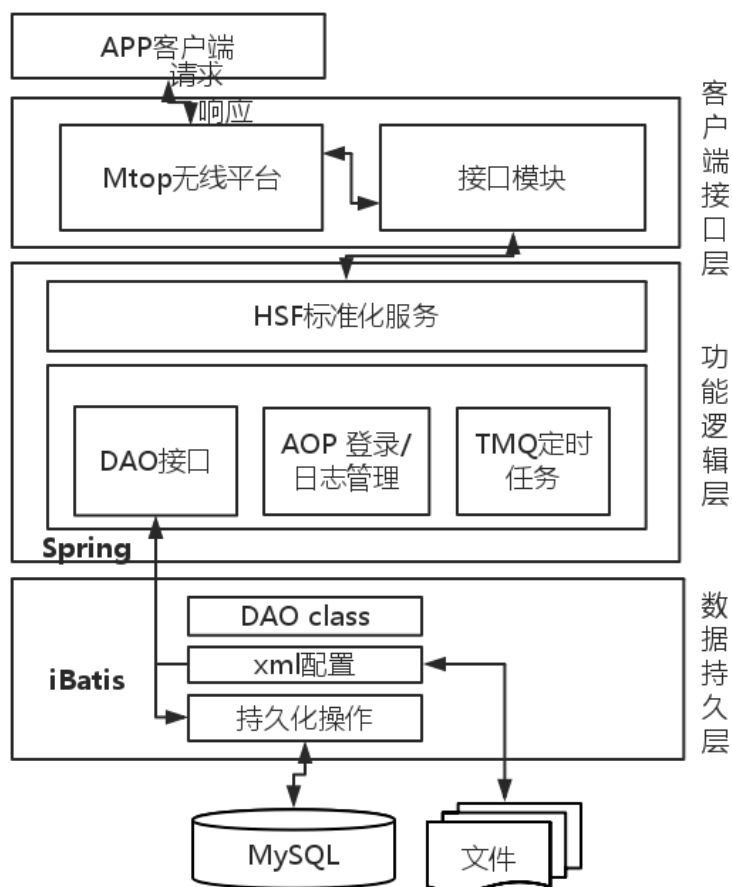 APP客户端
请求
响应
Mtop无线平台
接口模块
客户端接口层
HSF标准化服务
DAO接口
AOP 登录/
日志管理
TMQ定时
任务
Spring
功能逻辑层
DAO class
xml配置
iBatis
持久化操作
数据持久层
MySQL
文件